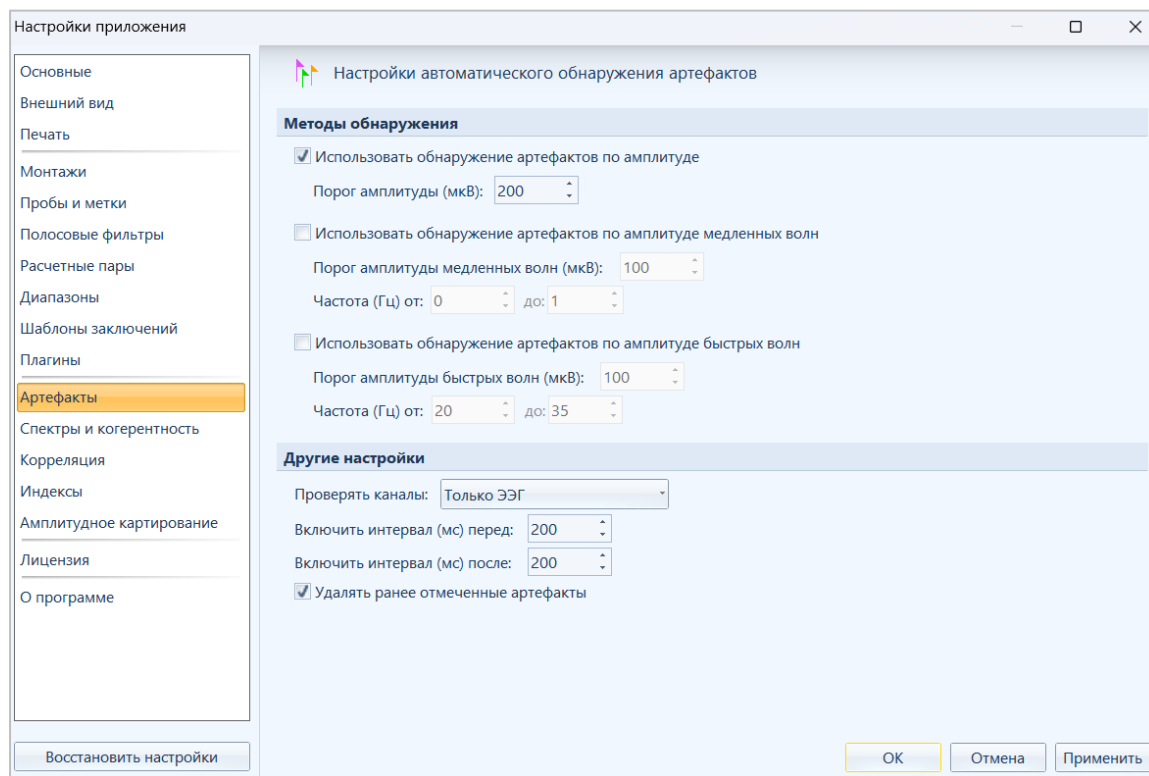 Настройки приложения
Основные
Внешний вид
Печать
Монтажи
Пробы и метки
Полосовые фильтры
Расчетные пары
Диапазоны
Шаблоны заключений
Плагины
Артефакты
Спектры и когерентность
Корреляция
Индексы
Амплитудное картирование
Лицензия
О программе
Восстановить настройки
Настройки автоматического обнаружения артефактов
Методы обнаружения
Использовать обнаружение артефактов по амплитуде
Порог амплитуды (мкВ): 200
Использовать обнаружение артефактов по амплитуде медленных волн
Порог амплитуды медленных волн (мкВ): 100
Частота (Гц) от: 0 до: 1
Использовать обнаружение артефактов по амплитуде быстрых волн
Порог амплитуды быстрых волн (мкВ): 100
Частота (Гц) от: 20 до: 35
Другие настройки
Проверять каналы: Только ЭЭГ
Включить интервал (мс) перед: 200
Включить интервал (мс) после: 200
Удалять ранее отмеченные артефакты
ОК Отмена Применить